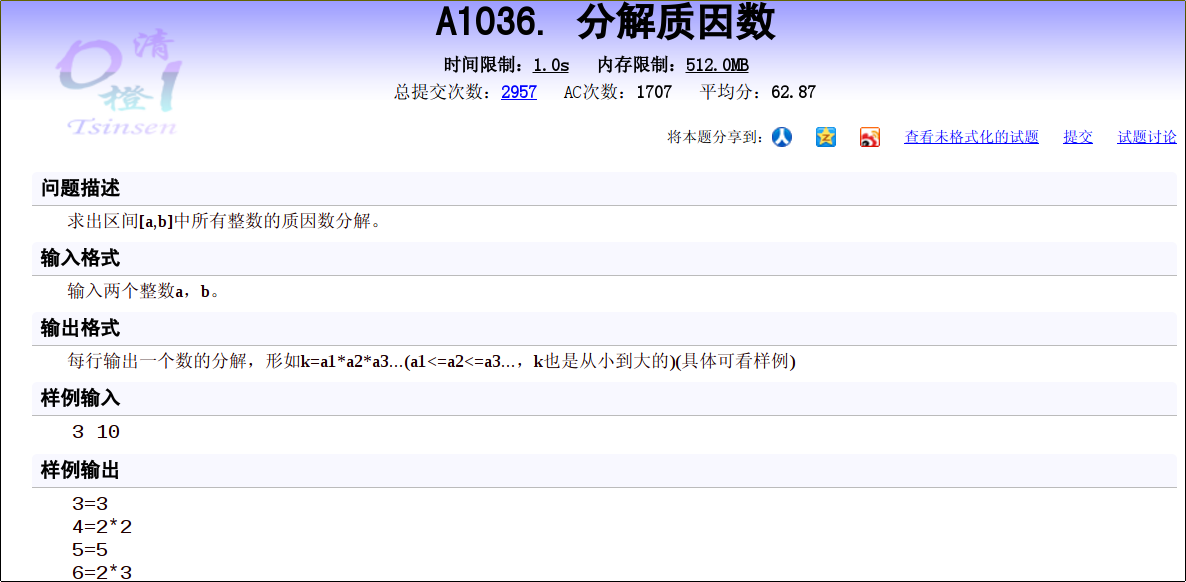 清
橙
Tsinsen
A1036. 分解质因数
时间限制：1.0s 内存限制：512.0MB
总提交次数：2957 AC次数：1707 平均分：62.87
将本题分享到： 查看未格式化的试题 提交 试题讨论
问题描述
求出区间[a,b]中所有整数的质因数分解。
输入格式
输入两个整数a，b。
输出格式
每行输出一个数的分解，形如k=a1*a2*a3...(a1<=a2<=a3...，k也是从小到大的)(具体可看样例)
样例输入
3 10
样例输出
3=3
4=2*2
5=5
6=2*3